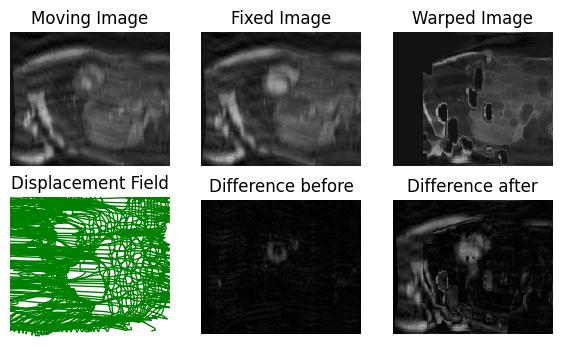 Moving Image
Fixed Image
Warped Image
Displacement Field
Difference before
Difference after